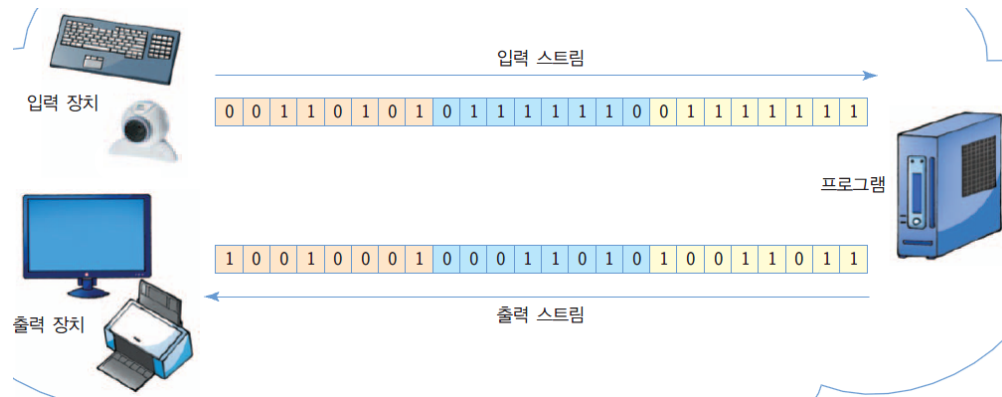 입력 스트림
입력 장치
0 0 1 1 0 1 0 1 0 1 1 1 1 1 1 0 0 1 1 1 1 1 1 1
프로그램
1 0 0 1 0 0 0 1 0 0 0 1 1 0 1 0 1 0 0 1 1 0 1 1
출력 스트림
출력 장치